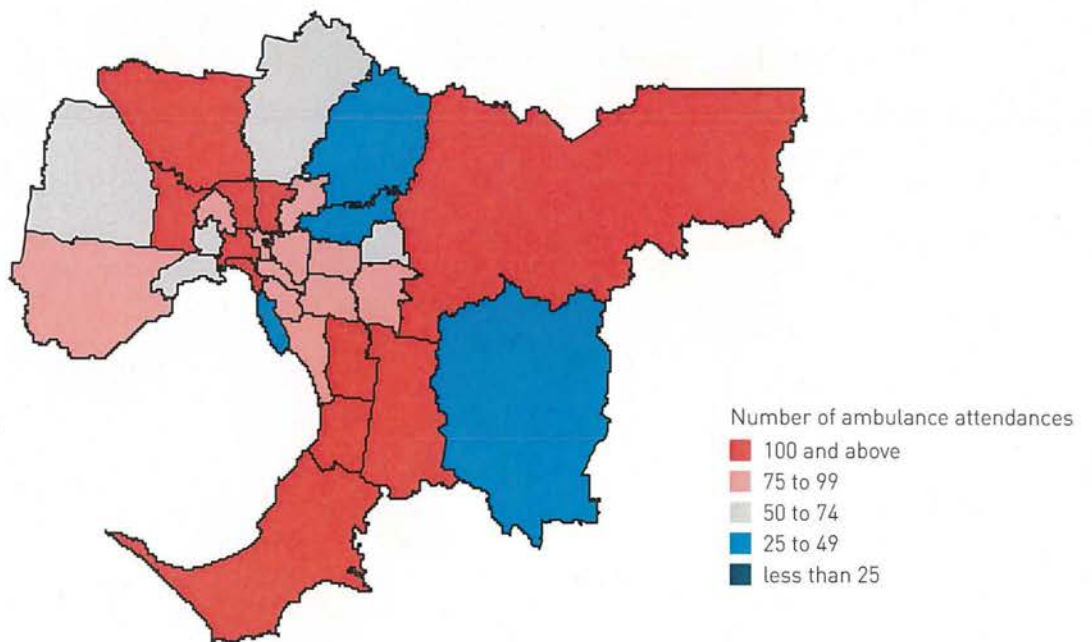 Number of ambulance attendances
100 and above
75 to 99
50 to 74
25 to 49
less than 25